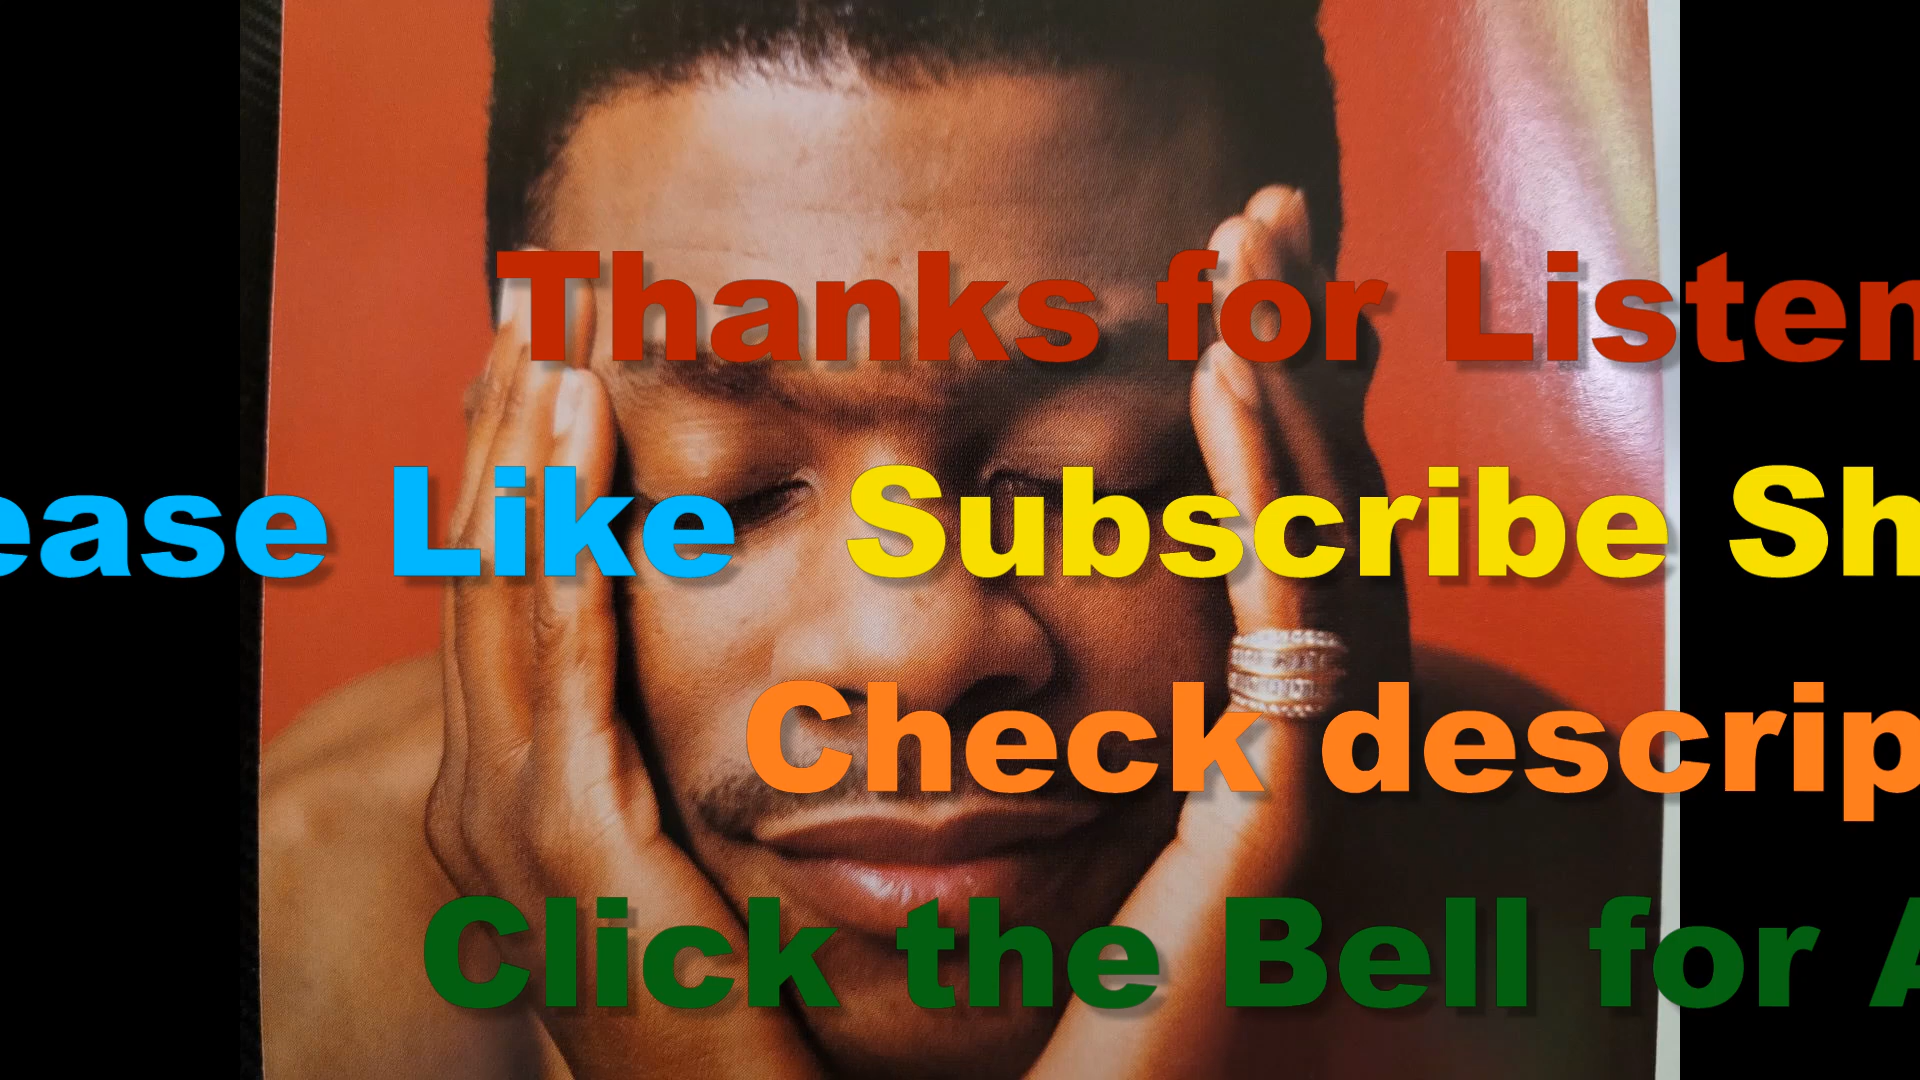 Thanks for Listen
ease Like Subscribe Sh
Check descrip
Click the Bell for A